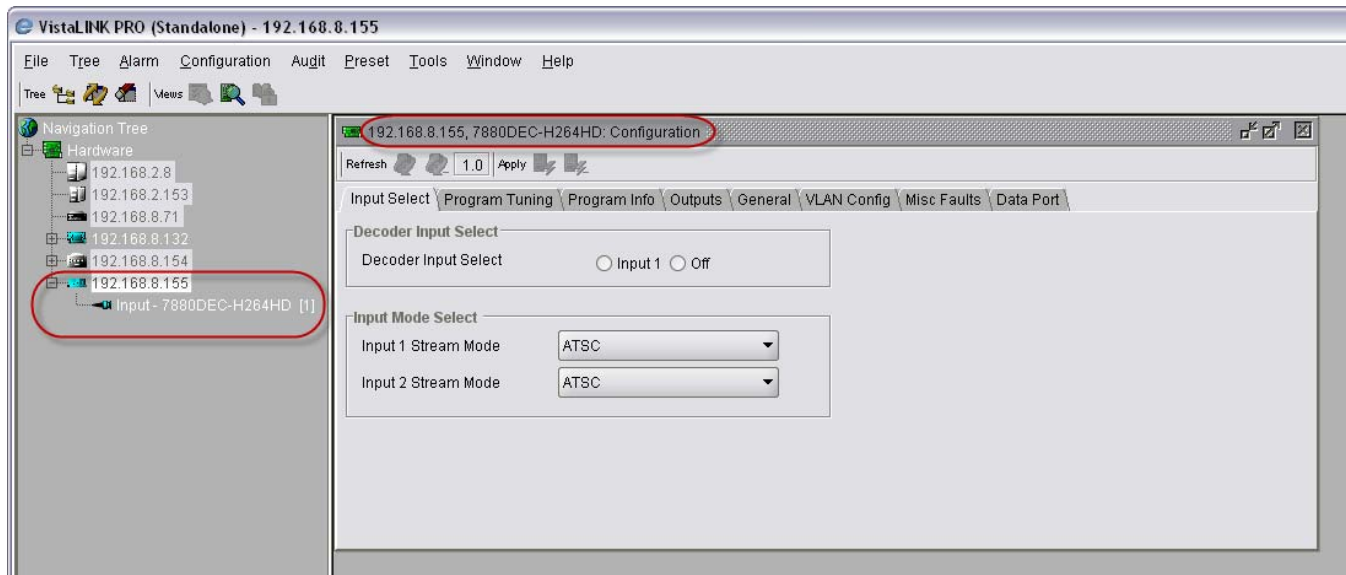 VistaLINK PRO (Standalone) - 192.168.8.155
File Tree Alarm Configuration Audit Preset Tools Window Help
Tree Views
Navigation Tree
Hardware
192.168.2.8
192.168.2.153
192.168.8.71
192.168.8.132
192.168.8.154
192.168.8.155
Input - 7880DEC-H264HD [1]
192.168.8.155, 7880DEC-H264HD: Configuration
Refresh 1.0 Apply
Input Select Program Tuning Program Info Outputs General VLAN Config Misc Faults Data Port
Decoder Input Select
Decoder Input Select Input 1 Off
Input Mode Select
Input 1 Stream Mode ATSC
Input 2 Stream Mode ATSC